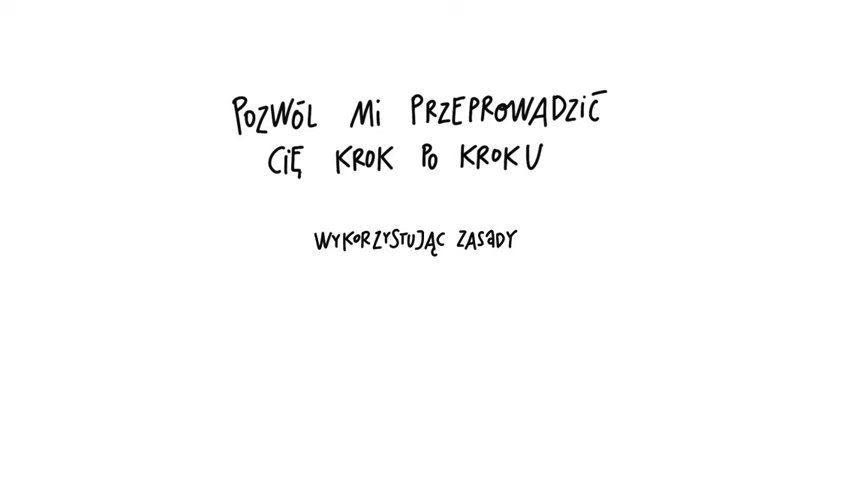 POZWÓL MI PRZEPROWADZIĆ
CIĘ KROK PO KROKU
WYKORZYSTUJĄC ZASADY